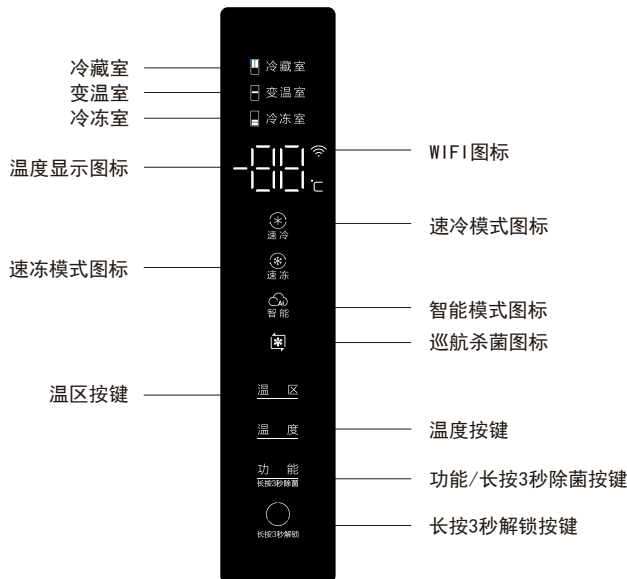 冷藏室
变温室
冷冻室
温度显示图标
速冻模式图标
温区按键
冷藏室
变温室
冷冻室
-88
℃
速冷
速冻
AI
智能
温 区
温 度
功 能
长按3秒除菌
长按3秒解锁
WIFI图标
速冷模式图标
智能模式图标
巡航杀菌图标
温度按键
功能/长按3秒除菌按键
长按3秒解锁按键